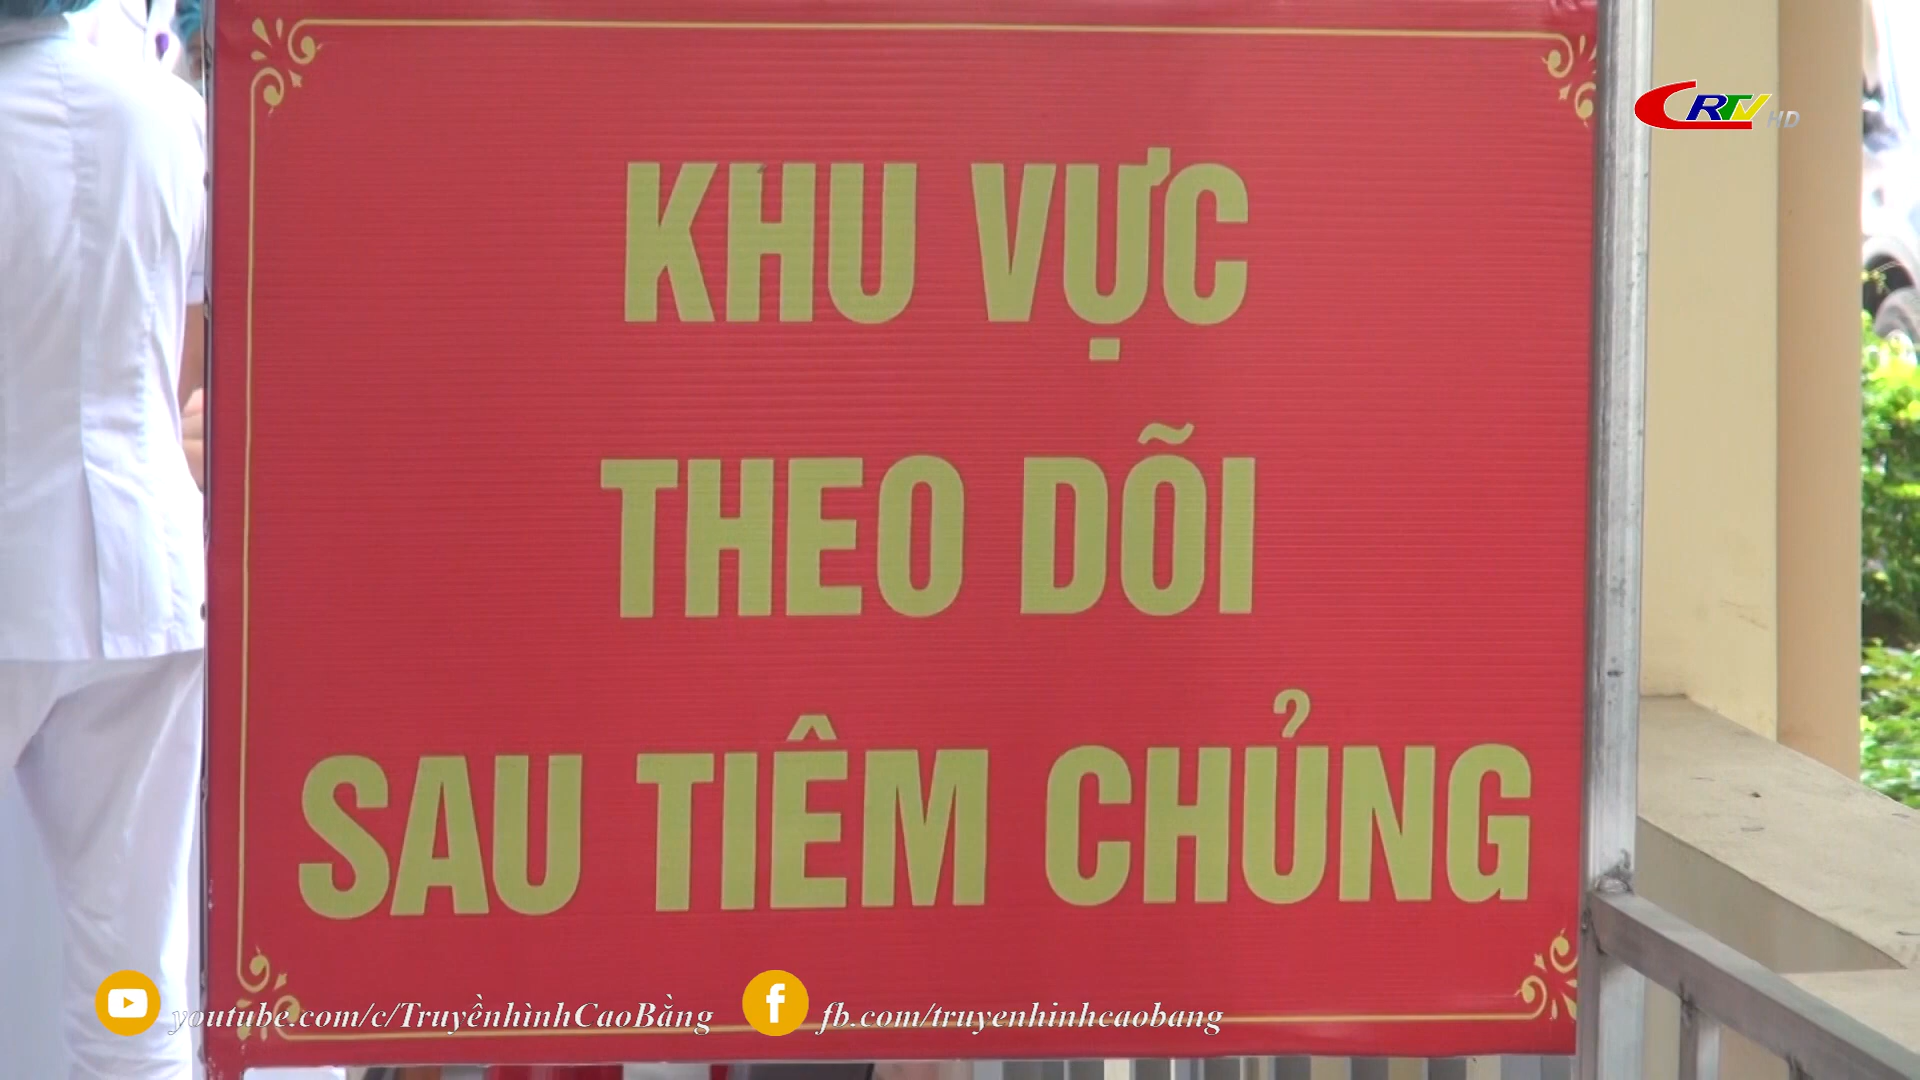 CRTV HD
KHU VỰC
THEO DÕI
SAU TIÊM CHỦNG
youtube.com/c/TruyềnhìnhCaoBằng
fb.com/truyenhinhcaobang